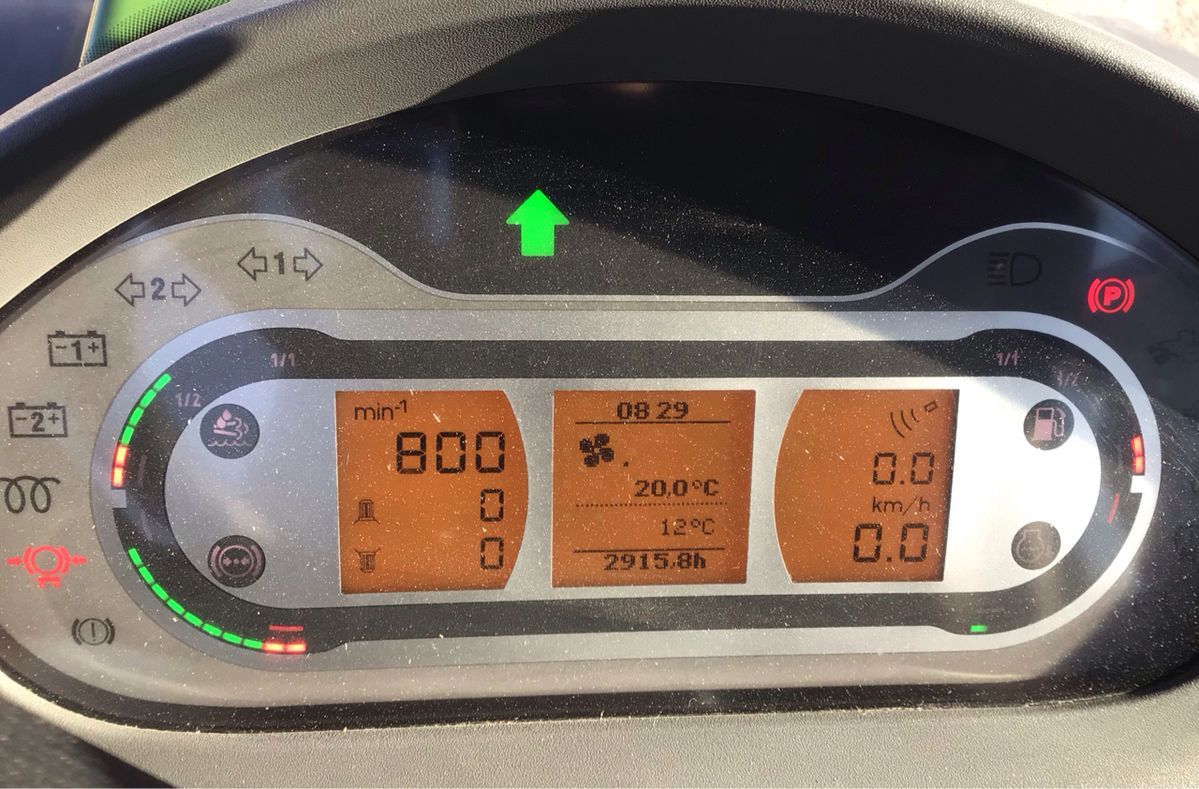 1
2
-1+
-2+
1/1
1/2
min-1
800
0
0
08 29
20,0°C
12°C
2915,8h
0.0
km/h
0.0
1/1
1/2
P